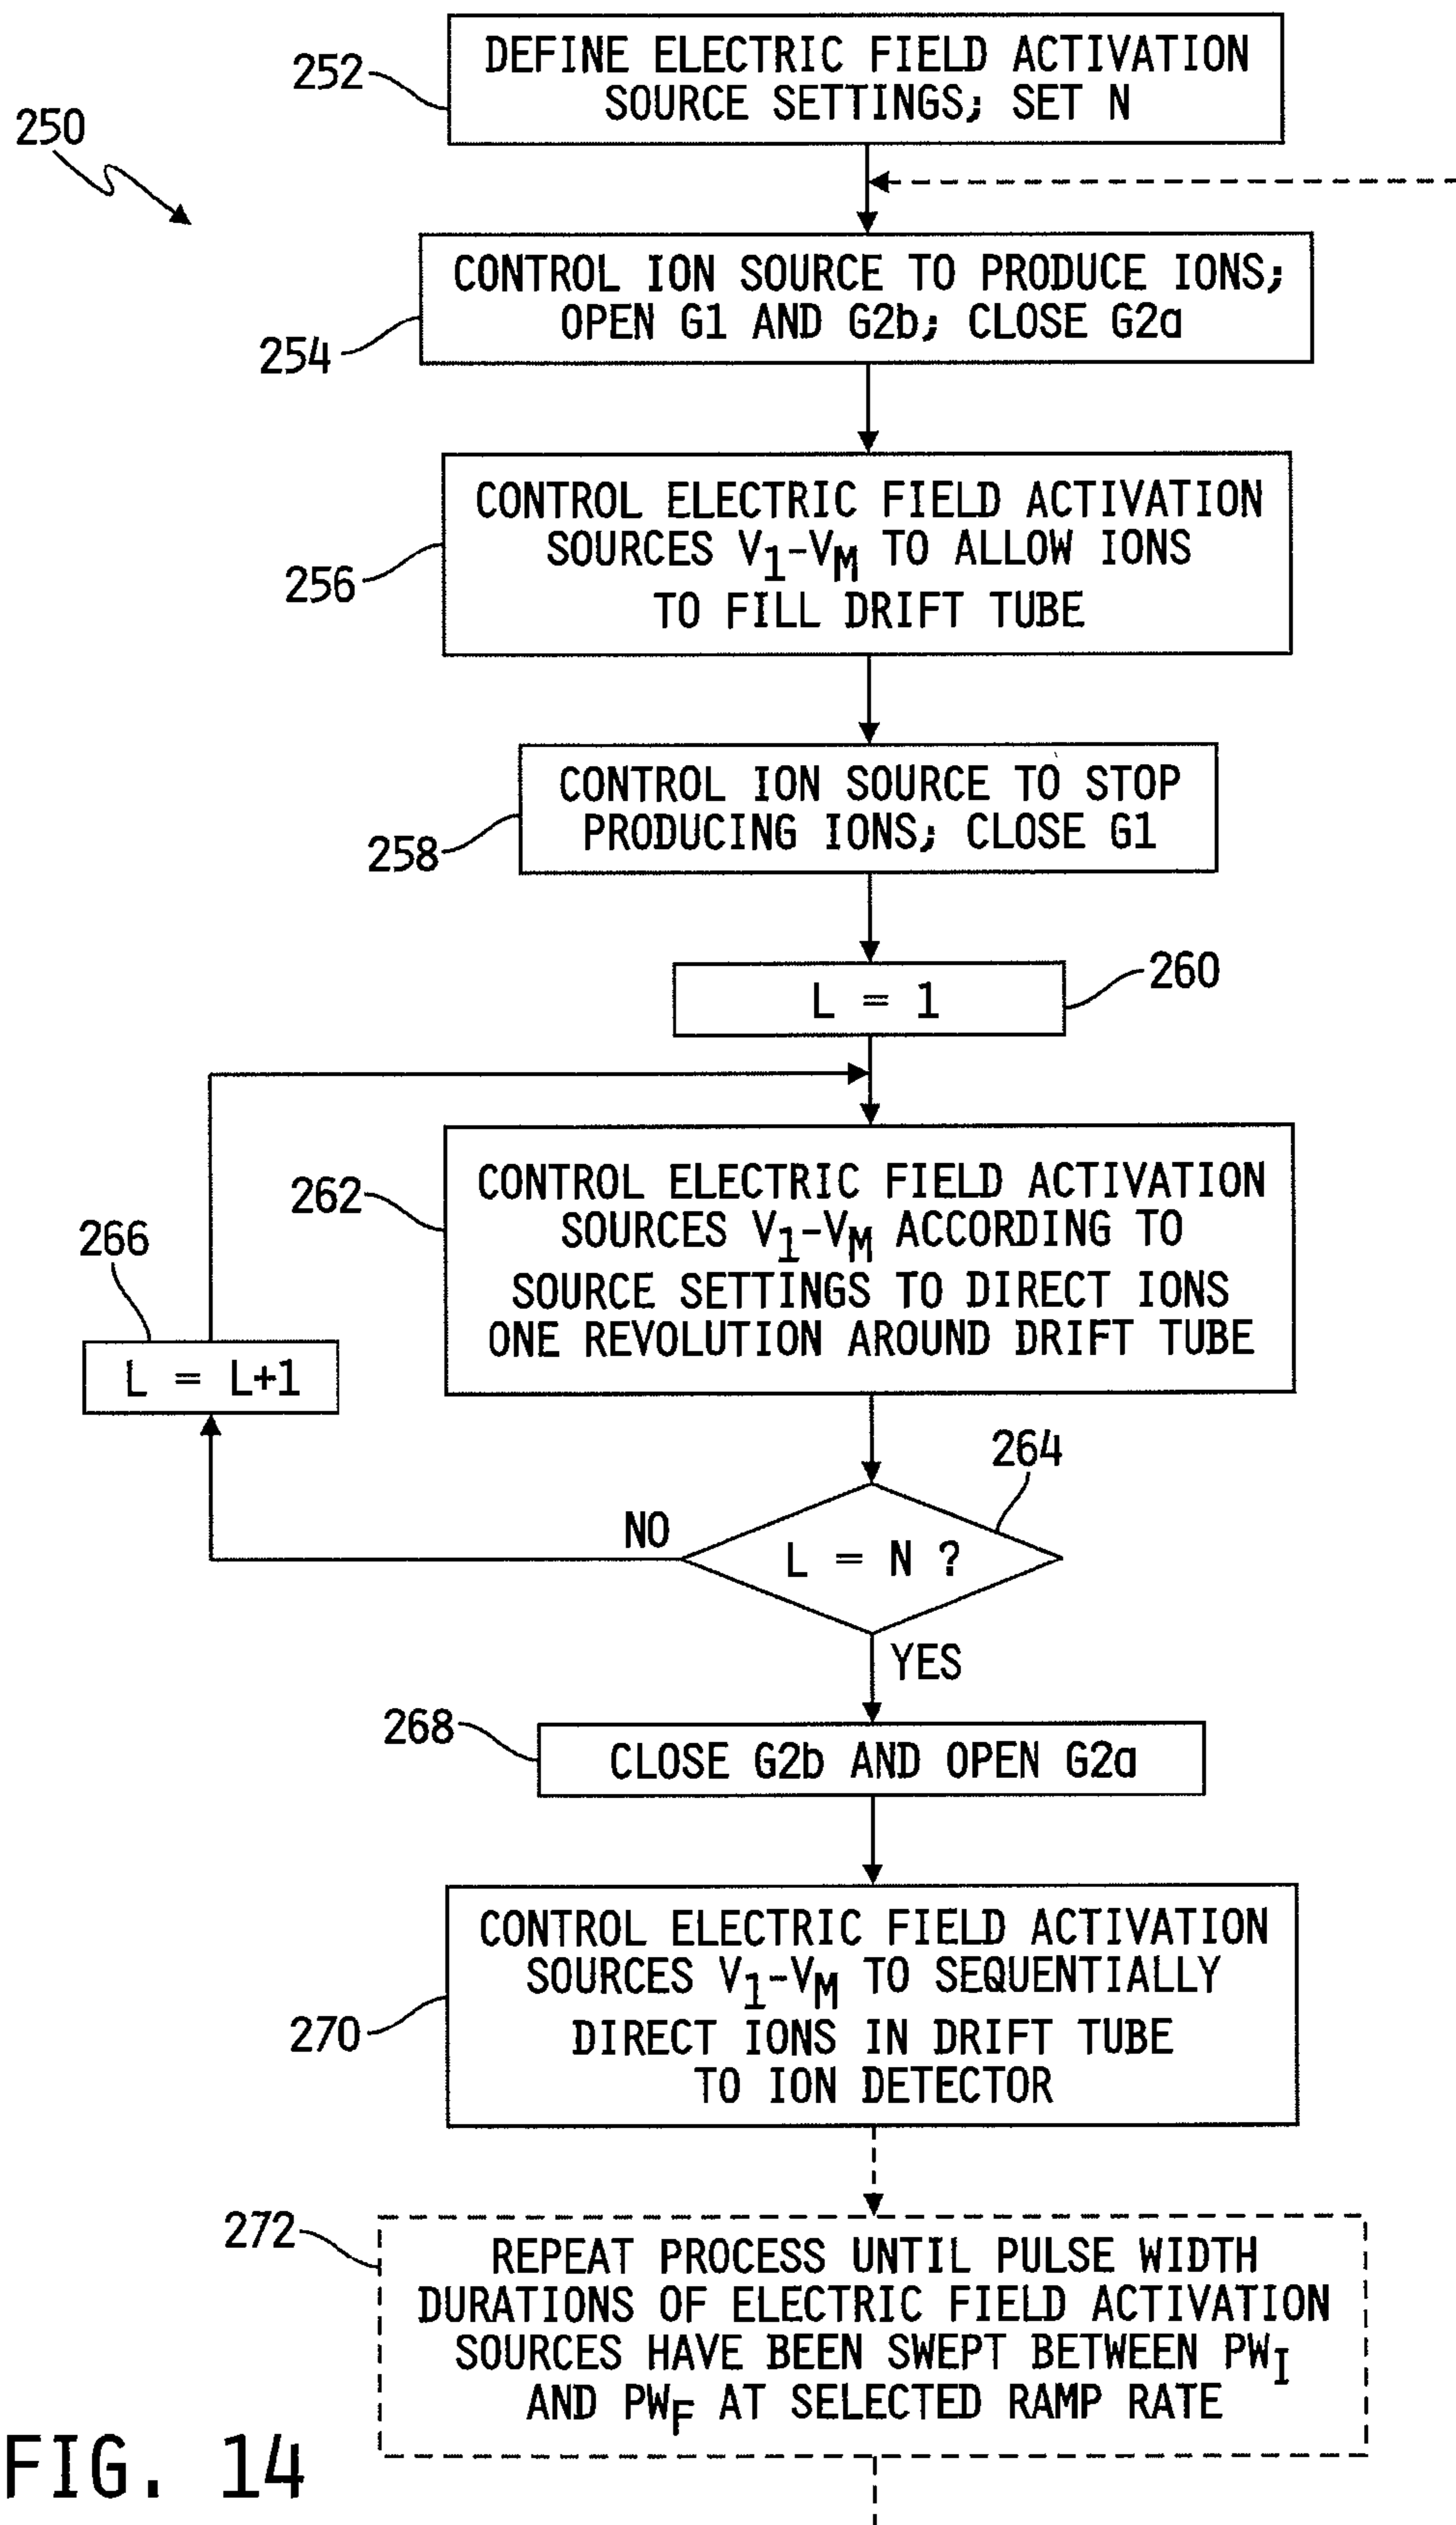 252
DEFINE ELECTRIC FIELD ACTIVATION
SOURCE SETTINGS; SET N
250
CONTROL ION SOURCE TO PRODUCE IONS;
OPEN G1 AND G2b; CLOSE G2a
254
CONTROL ELECTRIC FIELD ACTIVATION
SOURCES V1-VM TO ALLOW IONS
TO FILL DRIFT TUBE
256
CONTROL ION SOURCE TO STOP
PRODUCING IONS; CLOSE G1
258
L = 1
260
262
CONTROL ELECTRIC FIELD ACTIVATION
SOURCES V1-VM ACCORDING TO
SOURCE SETTINGS TO DIRECT IONS
ONE REVOLUTION AROUND DRIFT TUBE
266
L = L+1
264
NO
L = N ?
YES
268
CLOSE G2b AND OPEN G2a
CONTROL ELECTRIC FIELD ACTIVATION
SOURCES V1-VM TO SEQUENTIALLY
DIRECT IONS IN DRIFT TUBE
TO ION DETECTOR
270
272
REPEAT PROCESS UNTIL PULSE WIDTH
DURATIONS OF ELECTRIC FIELD ACTIVATION
SOURCES HAVE BEEN SWEPT BETWEEN PWI
AND PWF AT SELECTED RAMP RATE
FIG. 14